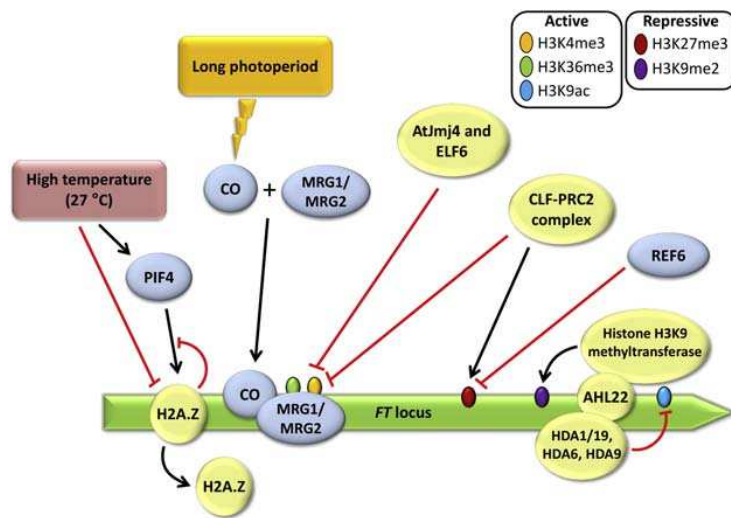 Active
H3K4me3
H3K36me3
H3K9ac
Repressive
H3K27me3
H3K9me2
Long photoperiod
High temperature
(27 °C)
CO
+
MRG1/
MRG2
AtJmj4 and
ELF6
CLF-PRC2
complex
REF6
PIF4
Histone H3K9
methyltransferase
H2A.Z
CO
MRG1/
MRG2
FT locus
AHL22
HDA1/19,
HDA6, HDA9
H2A.Z